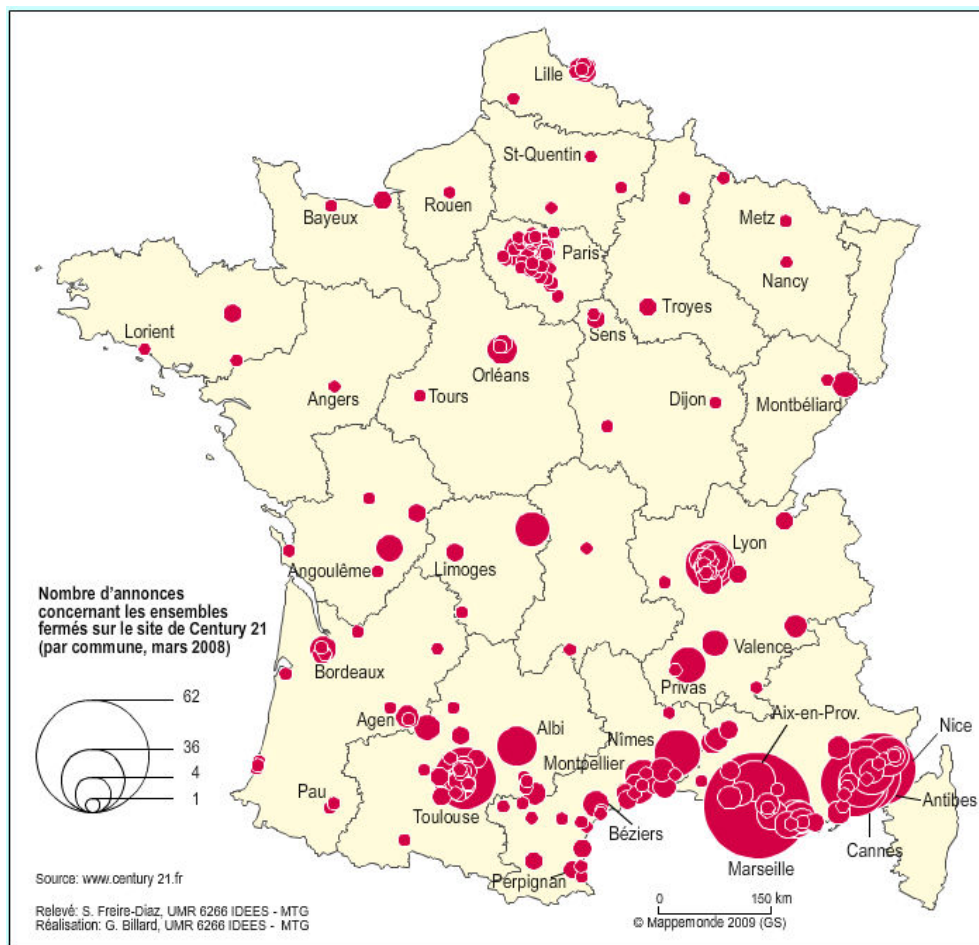 Lille
St-Quentin
Bayeux
Rouen
Metz
Paris
Nancy
Lorient
Sens
Troyes
Orléans
Angers
Tours
Dijon
Montbéliard
Lyon
Angoulême
Limoges
Nombre d'annonces
concernant les ensembles
fermés sur le site de Century 21
(par commune, mars 2008)
62
36
4
1
Bordeaux
Valence
Privas
Aix-en-Prov.
Agen
Albi
Nîmes
Nice
Montpellier
Pau
Toulouse
Béziers
Antibes
Cannes
Marseille
Perpignan
Source: www.century 21.fr
Relevé: S. Freire-Diaz, UMR 6266 IDEES - MTG
Réalisation: G. Billard, UMR 6266 IDEES - MTG
0 150 km
© Mappemonde 2009 (GS)